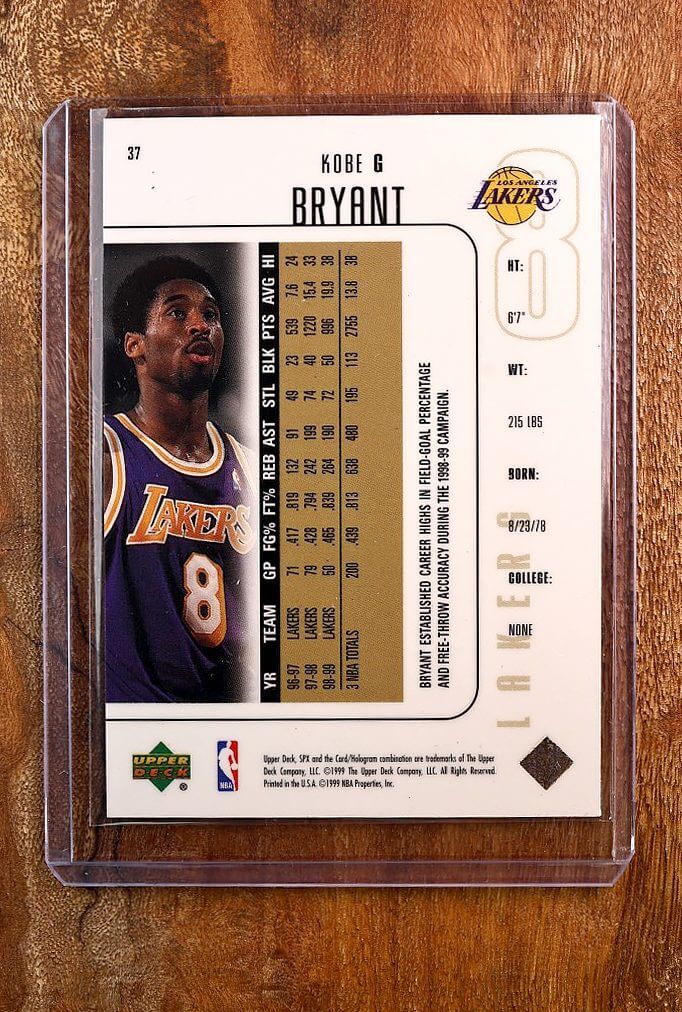 37
KOBE G
BRYANT
LOS ANGELES
LAKERS
8
HT:
6'7"
WT:
215 LBS
BORN:
8/23/78
COLLEGE:
NONE
LAKERS
YR TEAM GP FG% FT% REB AST STL BLK PTS AVG HI
96-97 LAKERS 71 .417 .819 132 91 49 23 539 7.6 24
97-98 LAKERS 79 .428 .794 242 199 74 40 1220 15.4 33
98-99 LAKERS 50 .465 .839 264 190 72 50 996 19.9 38
3 NBA TOTALS 200 .439 .813 638 480 195 113 2755 13.8 38
BRYANT ESTABLISHED CAREER HIGHS IN FIELD-GOAL PERCENTAGE
AND FREE-THROW ACCURACY DURING THE 1998-99 CAMPAIGN.
LAKERS
8
UPPER
DECK
®
NBA
Upper Deck, SPX and the Card/Hologram combination are trademarks of The Upper
Deck Company, LLC. ©1999 The Upper Deck Company, LLC. All Rights Reserved.
Printed in the U.S.A. ©1999 NBA Properties, Inc.